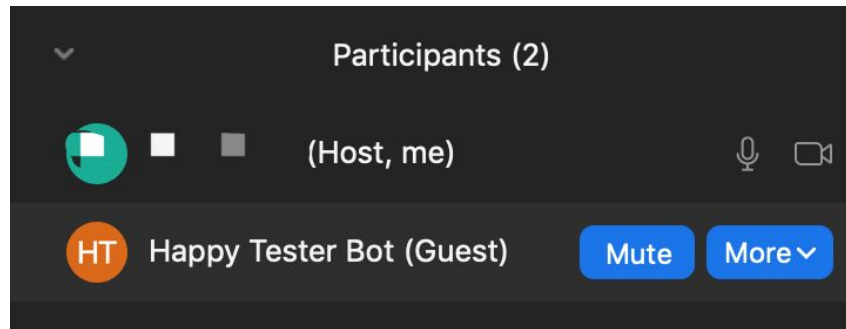 Participants (2)
(Host, me)
HT Happy Tester Bot (Guest) Mute More